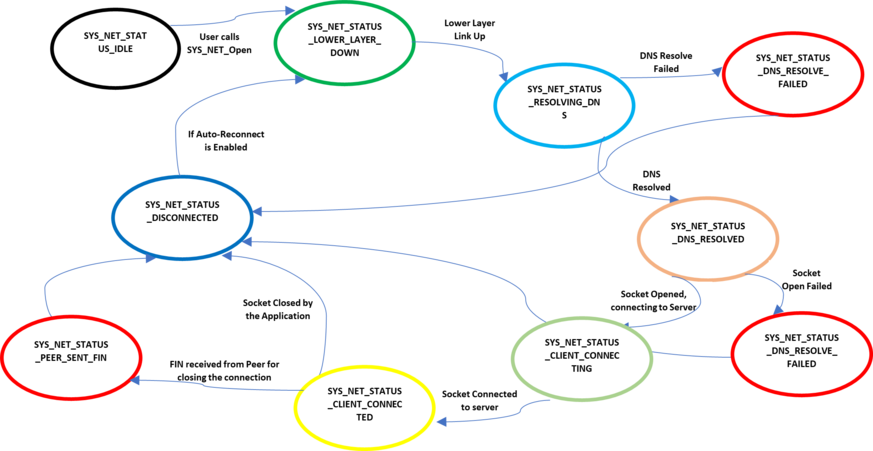 SYS_NET_STAT
US_IDLE
User calls
SYS_NET_Open
SYS_NET_STATUS
_LOWER_LAYER_
DOWN
Lower Layer
Link Up
SYS_NET_STATUS
_RESOLVING_DN
S
DNS Resolve
Failed
SYS_NET_STATUS
_DNS_RESOLVE_
FAILED
If Auto-Reconnect
is Enabled
DNS
Resolved
SYS_NET_STATUS
_DISCONNECTED
SYS_NET_STATUS
_DNS_RESOLVED
Socket
Open Failed
Socket Closed by
the Application
Socket Opened,
connecting to Server
SYS_NET_STATUS
_PEER_SENT_FIN
FIN received from Peer for
closing the connection
SYS_NET_STATUS
_CLIENT_CONNEC
TING
SYS_NET_STATUS
_DNS_RESOLVE_
FAILED
SYS_NET_STATUS
_CLIENT_CONNEC
TED
Socket Connected
to server